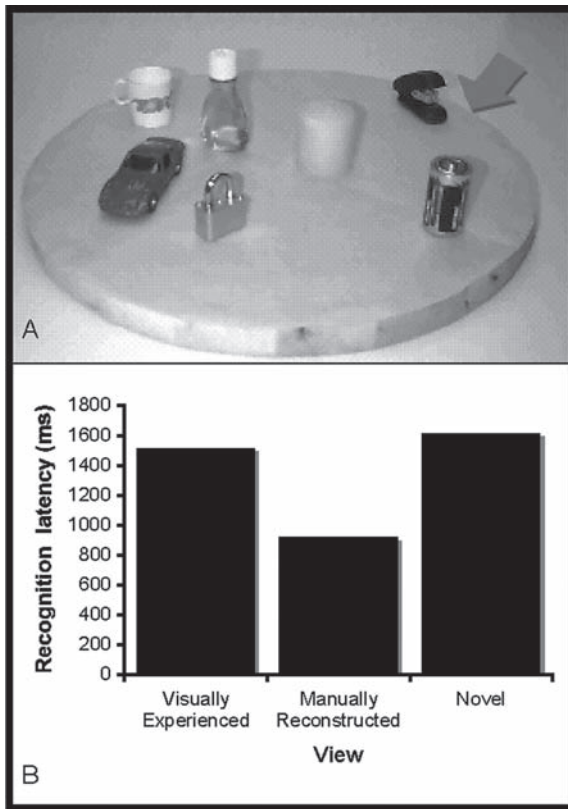 A
Recognition latency (ms)
1800
1600
1400
1200
1000
800
600
400
200
0
Visually
Experienced
Manually
Reconstructed
Novel
View
B